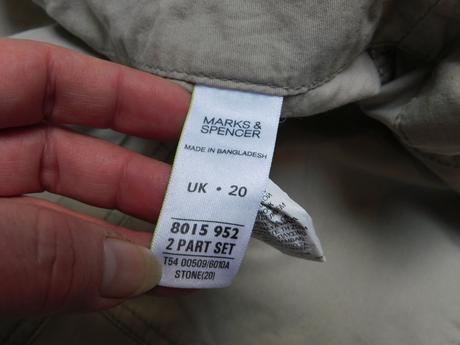 MARKS &
SPENCER
MADE IN BANGLADESH
UK • 20
8015 952
2 PART SET
T54 00509/6010A
STONE(20)